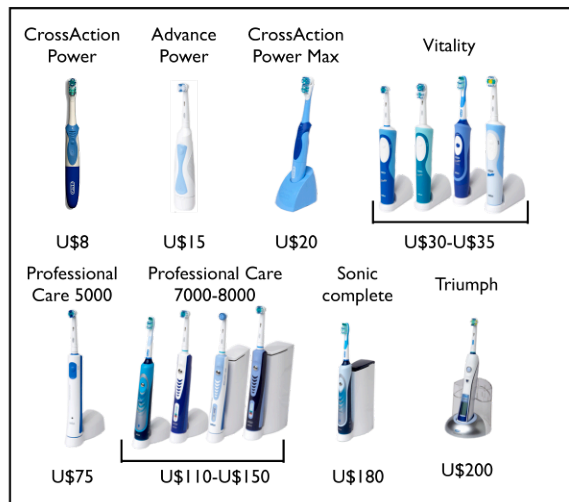 CrossAction
Power
Advance
Power
CrossAction
Power Max
Vitality
U$8
U$15
U$20
U$30-U$35
Professional
Care 5000
Professional Care
7000-8000
Sonic
complete
Triumph
U$75
U$110-U$150
U$180
U$200